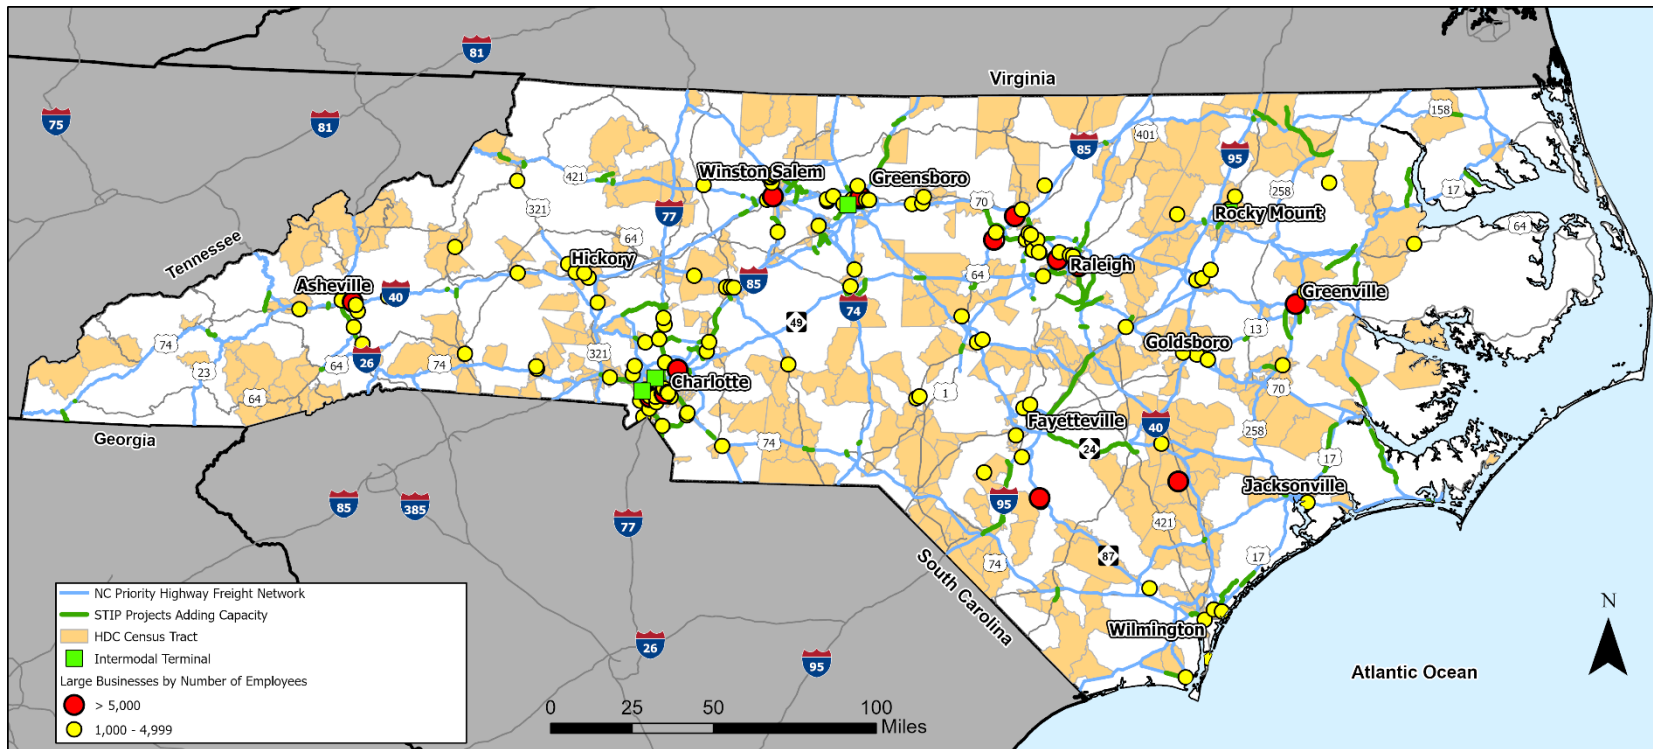 Virginia
81
75
81
158
401
85
95
Winston Salem
Greensboro
421
258
17
321
77
70
Rocky Mount
64
64
Tennessee
Hickory
Raleigh
64
85
Asheville
40
Greenville
74
49
13
74
321
Goldsboro
23
64
26
74
Charlotte
70
64
1
Georgia
Fayetteville
40
258
74
24
17
Jacksonville
85
385
95
77
421
87
17
74
South Carolina
NC Priority Highway Freight Network
STIP Projects Adding Capacity
HDC Census Tract
Intermodal Terminal
Large Businesses by Number of Employees
> 5,000
1,000 - 4,999
26
95
Wilmington
Atlantic Ocean
N
0 25 50 100
Miles